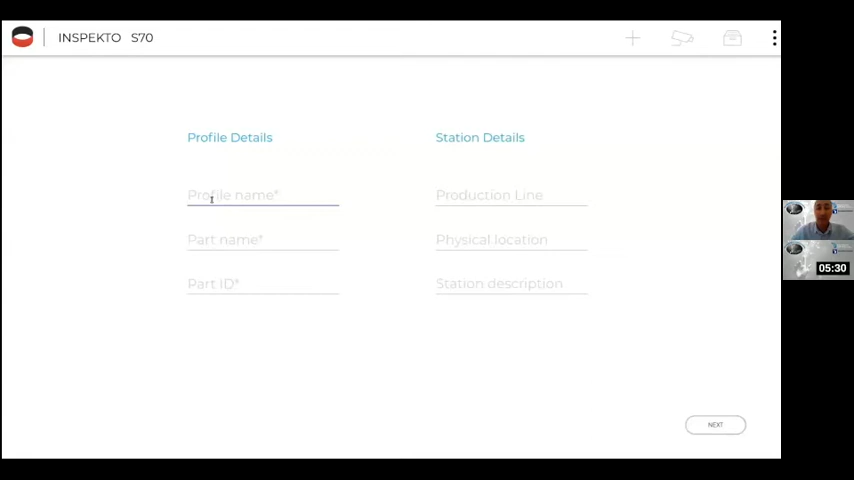 INSPEKTO S70
Profile Details
Station Details
Profile name*
Production Line
Part name*
Physical location
Part ID*
Station description
NEXT
05:30